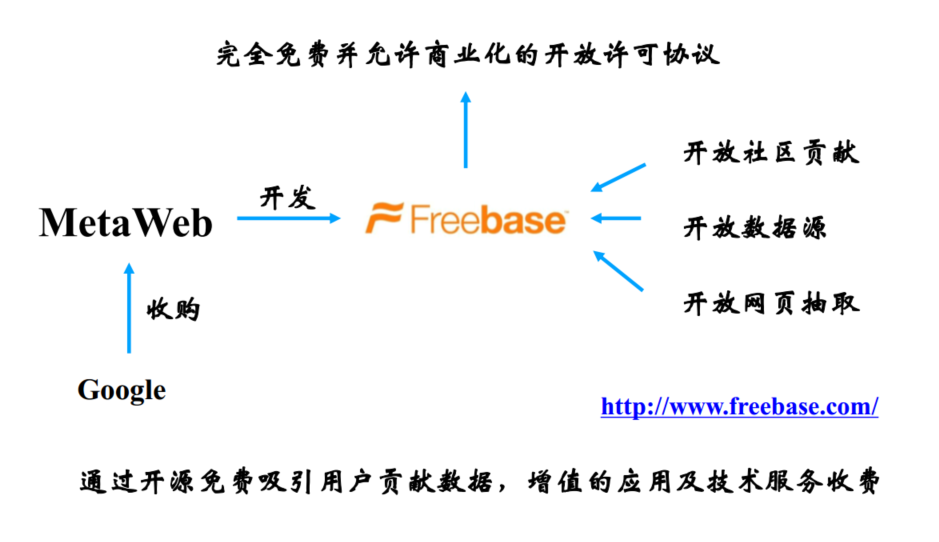 完全免费并允许商业化的开放许可协议
开放社区贡献
开发
MetaWeb
Freebase™
开放数据源
收购
开放网页抽取
Google
http://www.freebase.com/
通过开源免费吸引用户贡献数据，增值的应用及技术服务收费